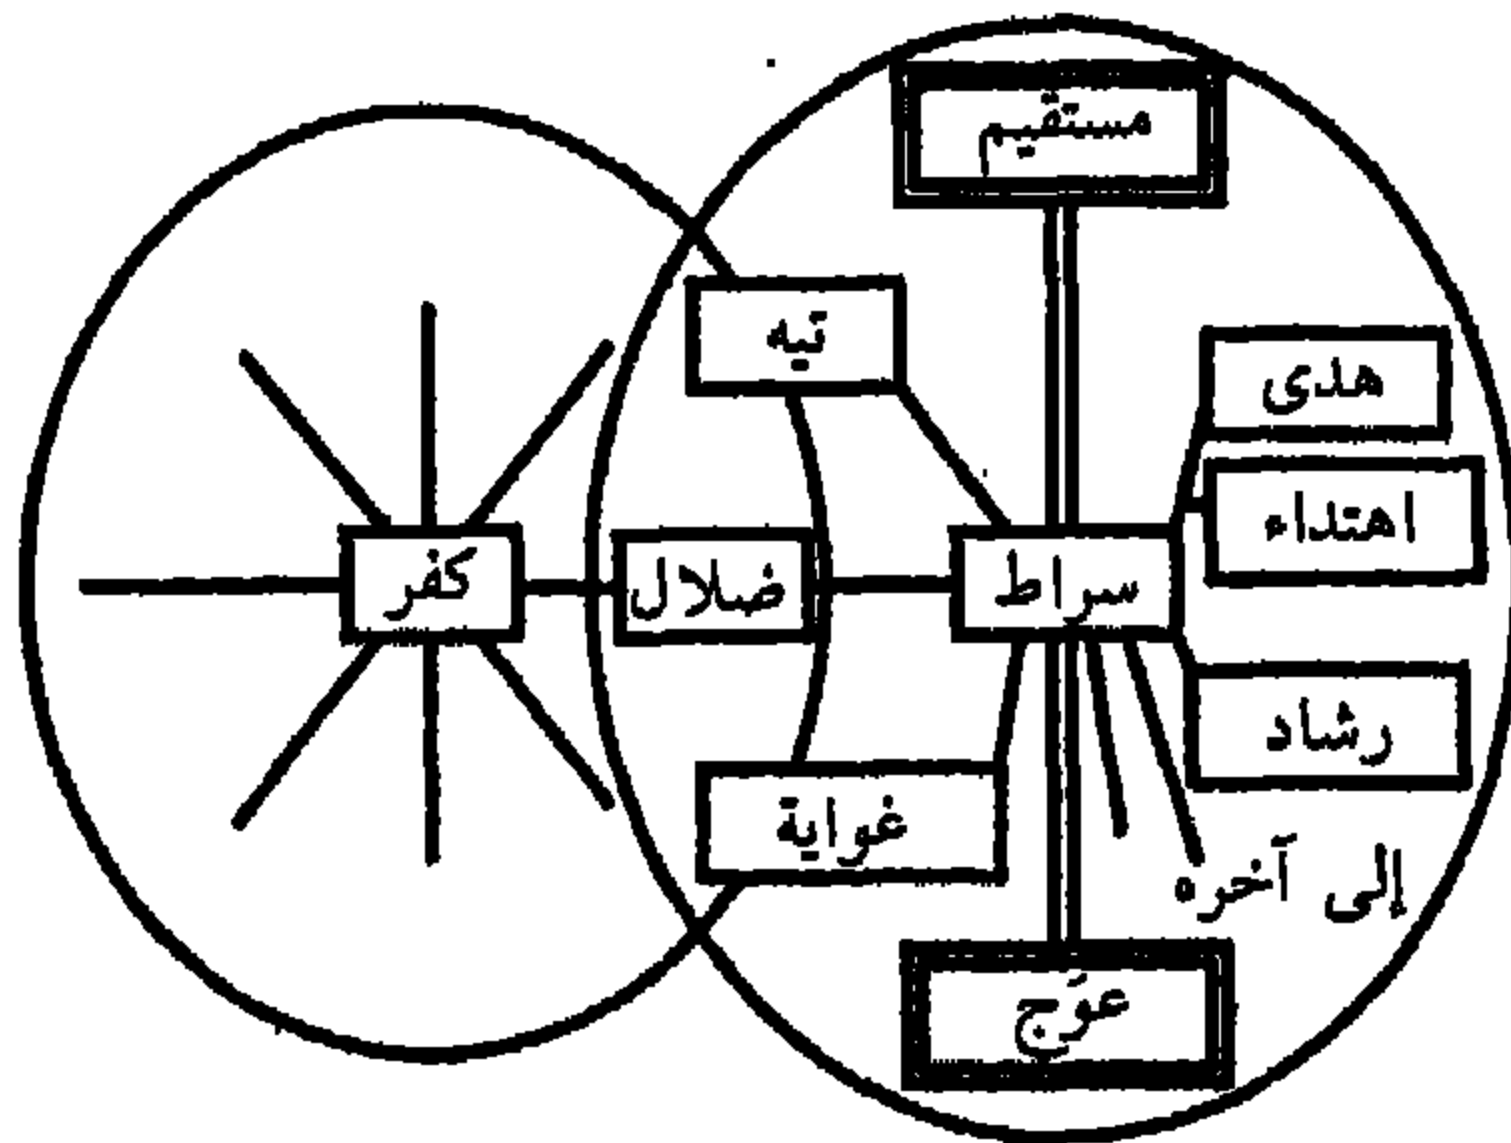 مستقيم
تيه
هدى
اهتداء
سراط
ضلال
كفر
رشاد
غواية
إلى آخره
عوَج